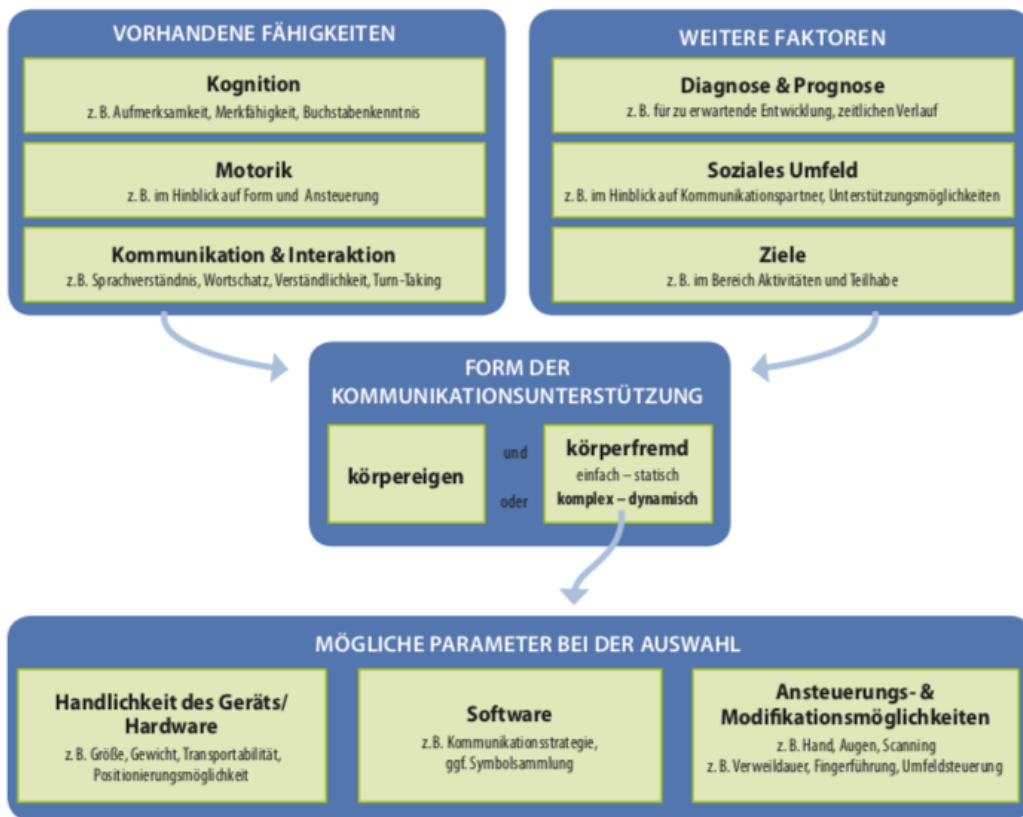 VORHANDENE FÄHIGKEITEN
Kognition
z. B. Aufmerksamkeit, Merkfähigkeit, Buchstabenkenntnis
Motorik
z. B. im Hinblick auf Form und Ansteuerung
Kommunikation & Interaktion
z.B. Sprachverständnis, Wortschatz, Verständlichkeit, Turn-Taking
WEITERE FAKTOREN
Diagnose & Prognose
z. B. für zu erwartende Entwicklung, zeitlichen Verlauf
Soziales Umfeld
z. B. im Hinblick auf Kommunikationspartner, Unterstützungsmöglichkeiten
Ziele
z. B. im Bereich Aktivitäten und Teilhabe
FORM DER
KOMMUNIKATIONSUNTERSTÜTZUNG
körpereigen
und
oder
körperfremd
einfach – statisch
komplex – dynamisch
MÖGLICHE PARAMETER BEI DER AUSWAHL
Handlichkeit des Geräts/
Hardware
z. B. Größe, Gewicht, Transportabilität,
Positionierungsmöglichkeit
Software
z.B. Kommunikationsstrategie,
ggf. Symbolsammlung
Ansteuerungs- &
Modifikationsmöglichkeiten
z. B. Hand, Augen, Scanning
z. B. Verweildauer, Fingerführung, Umfeldsteuerung